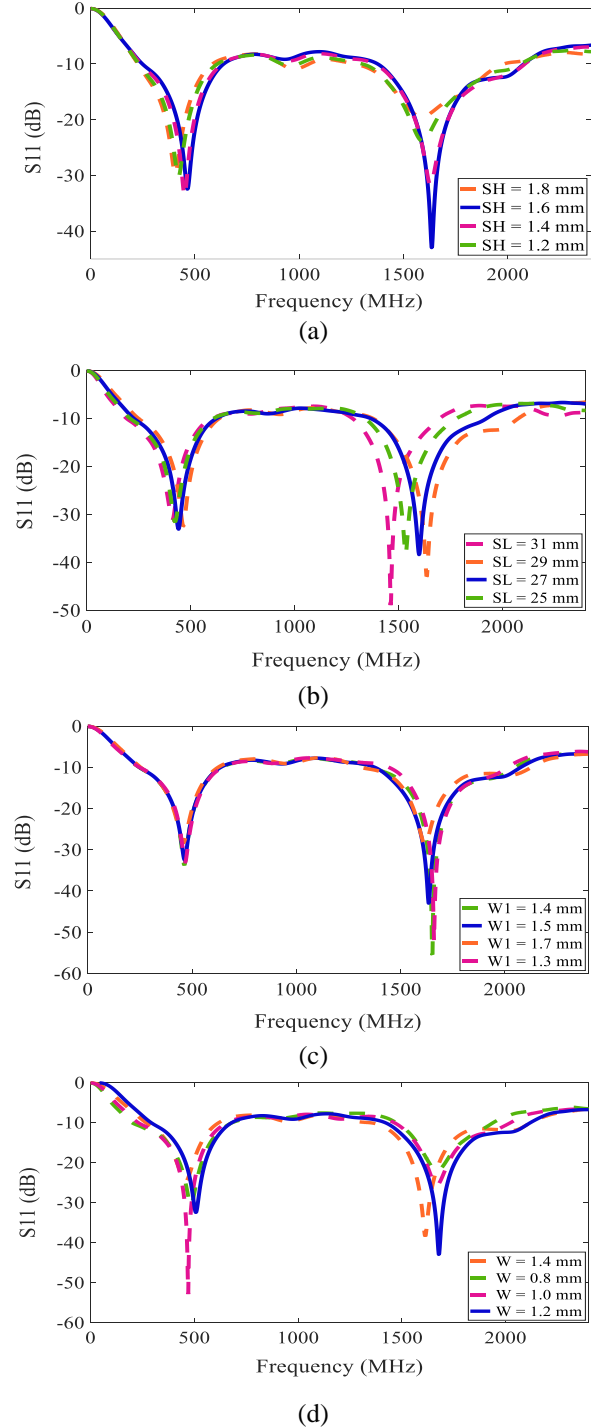 0
-10
-20
-30
-40
S11 (dB)
SH = 1.8 mm
SH = 1.6 mm
SH = 1.4 mm
SH = 1.2 mm
0 500 1000 1500 2000
Frequency (MHz)
(a)
0
-10
-20
-30
-40
-50
S11 (dB)
SL = 31 mm
SL = 29 mm
SL = 27 mm
SL = 25 mm
0 500 1000 1500 2000
Frequency (MHz)
(b)
0
-10
-20
-30
-40
-50
-60
S11 (dB)
W1 = 1.4 mm
W1 = 1.5 mm
W1 = 1.7 mm
W1 = 1.3 mm
0 500 1000 1500 2000
Frequency (MHz)
(c)
0
-10
-20
-30
-40
-50
-60
S11 (dB)
W = 1.4 mm
W = 0.8 mm
W = 1.0 mm
W = 1.2 mm
0 500 1000 1500 2000
Frequency (MHz)
(d)